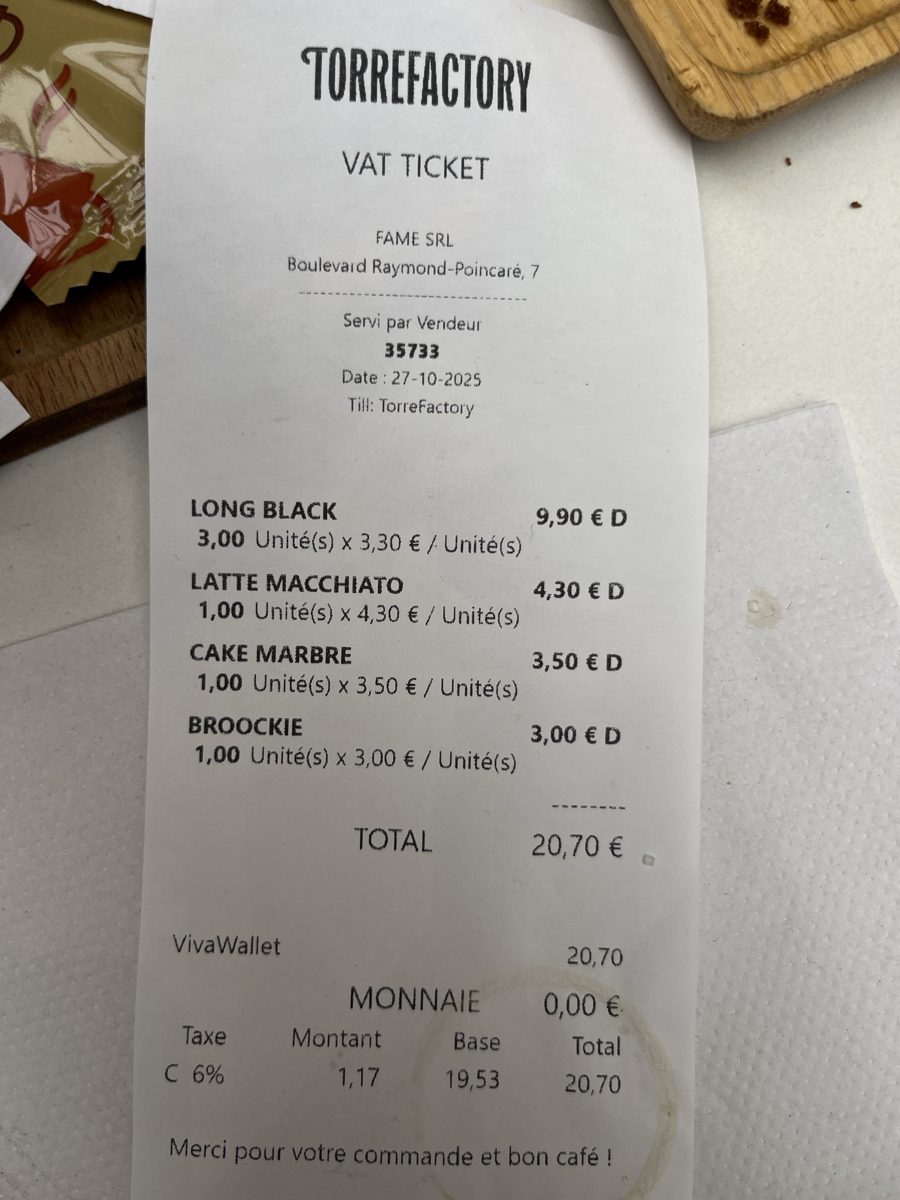 TORREFACTORY
VAT TICKET
FAME SRL
Boulevard Raymond-Poincaré, 7
--------------------------------
Servi par Vendeur
35733
Date : 27-10-2025
Till: TorreFactory
LONG BLACK 9,90 € D
3,00 Unité(s) x 3,30 € / Unité(s)
LATTE MACCHIATO 4,30 € D
1,00 Unité(s) x 4,30 € / Unité(s)
CAKE MARBRE 3,50 € D
1,00 Unité(s) x 3,50 € / Unité(s)
BROOCKIE 3,00 € D
1,00 Unité(s) x 3,00 € / Unité(s)
--------
TOTAL 20,70 €
VivaWallet 20,70
MONNAIE 0,00 €
Taxe Montant Base Total
C 6% 1,17 19,53 20,70
Merci pour votre commande et bon café !